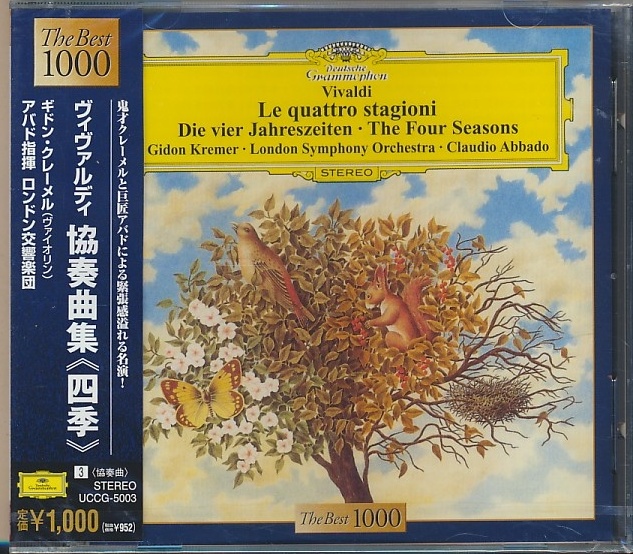 The Best
1000
鬼才クレーメルと巨匠アバドによる緊張感溢れる名演!
ヴィヴァルディ 協奏曲集《四季》
ギドン・クレーメル(ヴァイオリン)
アバド指揮 ロンドン交響楽団
3 〈協奏曲〉
STEREO
UCCG-5003
定価¥1,000 (税抜価格¥952)
Deutsche
Grammophon
Vivaldi
Le quattro stagioni
Die vier Jahreszeiten · The Four Seasons
Gidon Kremer · London Symphony Orchestra · Claudio Abbado
STEREO
The Best 1000